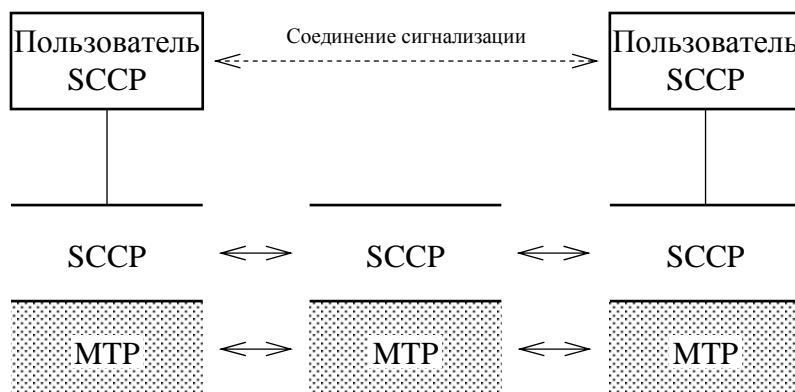 Пользователь
SCCP
Соединение сигнализации
Пользователь
SCCP
SCCP
SCCP
SCCP
MTP
MTP
MTP